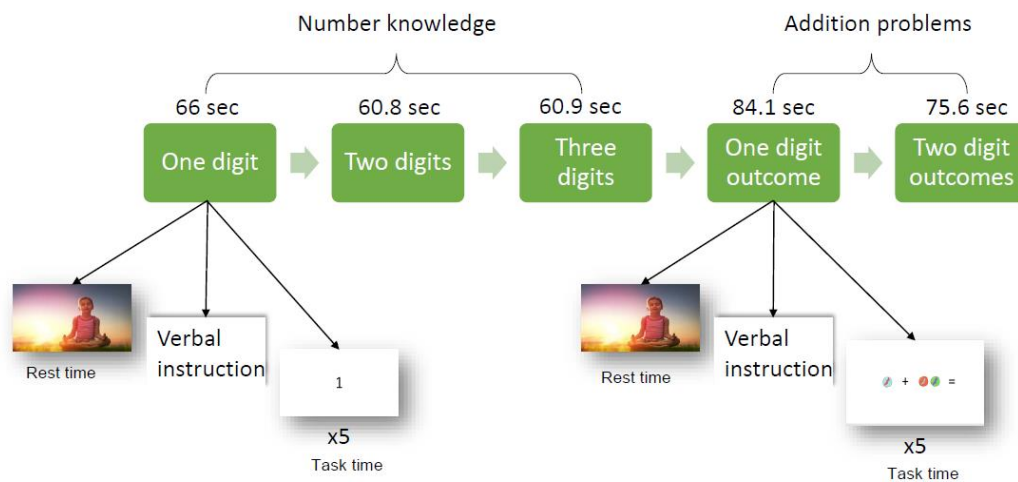 Number knowledge
Addition problems
66 sec
60.8 sec
60.9 sec
84.1 sec
75.6 sec
One digit
Two digits
Three
digits
One digit
outcome
Two digit
outcomes
Rest time
Verbal
instruction
1
x5
Task time
Rest time
Verbal
instruction
+ =
x5
Task time